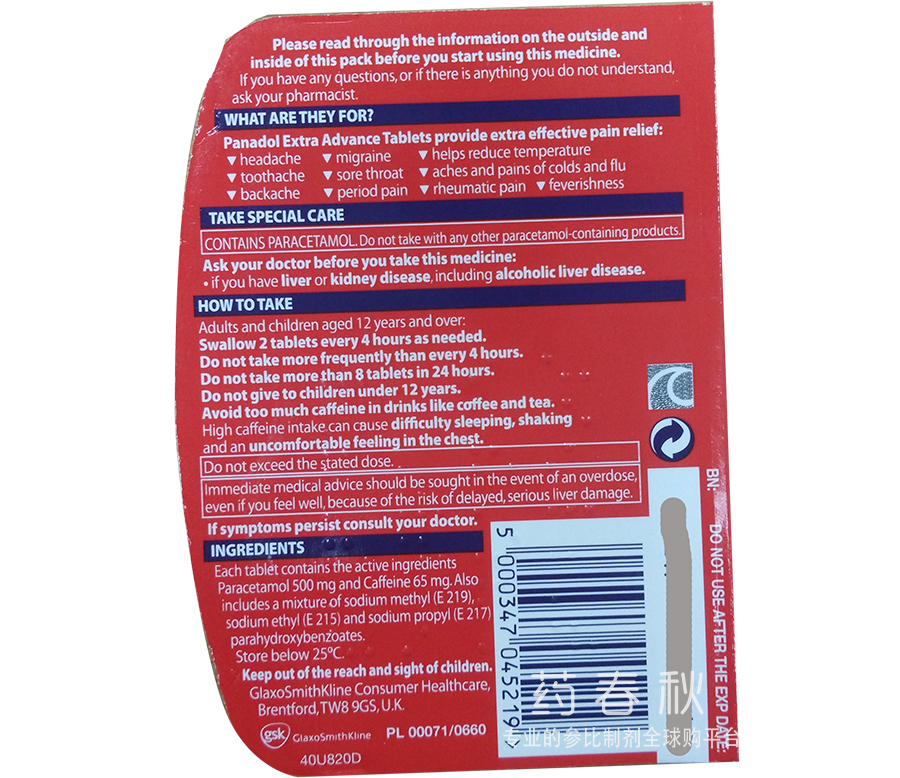 Please read through the information on the outside and
inside of this pack before you start using this medicine.
If you have any questions, or if there is anything you do not understand,
ask your pharmacist.
WHAT ARE THEY FOR?
Panadol Extra Advance Tablets provide extra effective pain relief:
▼ headache ▼ migraine ▼ helps reduce temperature
▼ toothache ▼ sore throat ▼ aches and pains of colds and flu
▼ backache ▼ period pain ▼ rheumatic pain ▼ feverishness
TAKE SPECIAL CARE
CONTAINS PARACETAMOL. Do not take with any other paracetamol-containing products.
Ask your doctor before you take this medicine:
• if you have liver or kidney disease, including alcoholic liver disease.
HOW TO TAKE
Adults and children aged 12 years and over:
Swallow 2 tablets every 4 hours as needed.
Do not take more frequently than every 4 hours.
Do not take more than 8 tablets in 24 hours.
Do not give to children under 12 years.
Avoid too much caffeine in drinks like coffee and tea.
High caffeine intake can cause difficulty sleeping, shaking
and an uncomfortable feeling in the chest.
Do not exceed the stated dose.
Immediate medical advice should be sought in the event of an overdose,
even if you feel well, because of the risk of delayed, serious liver damage.
If symptoms persist consult your doctor.
INGREDIENTS
Each tablet contains the active ingredients
Paracetamol 500 mg and Caffeine 65 mg. Also
includes a mixture of sodium methyl (E 219),
sodium ethyl (E 215) and sodium propyl (E 217)
parahydroxybenzoates.
Store below 25°C.
Keep out of the reach and sight of children.
GlaxoSmithKline Consumer Healthcare,
Brentford, TW8 9GS, U.K.
gsk GlaxoSmithKline PL 00071/0660
40U820D
5 000347 045219
BN:
DO NOT USE AFTER THE EXP DATE:
药春秋
专业的参比制剂全球购平台